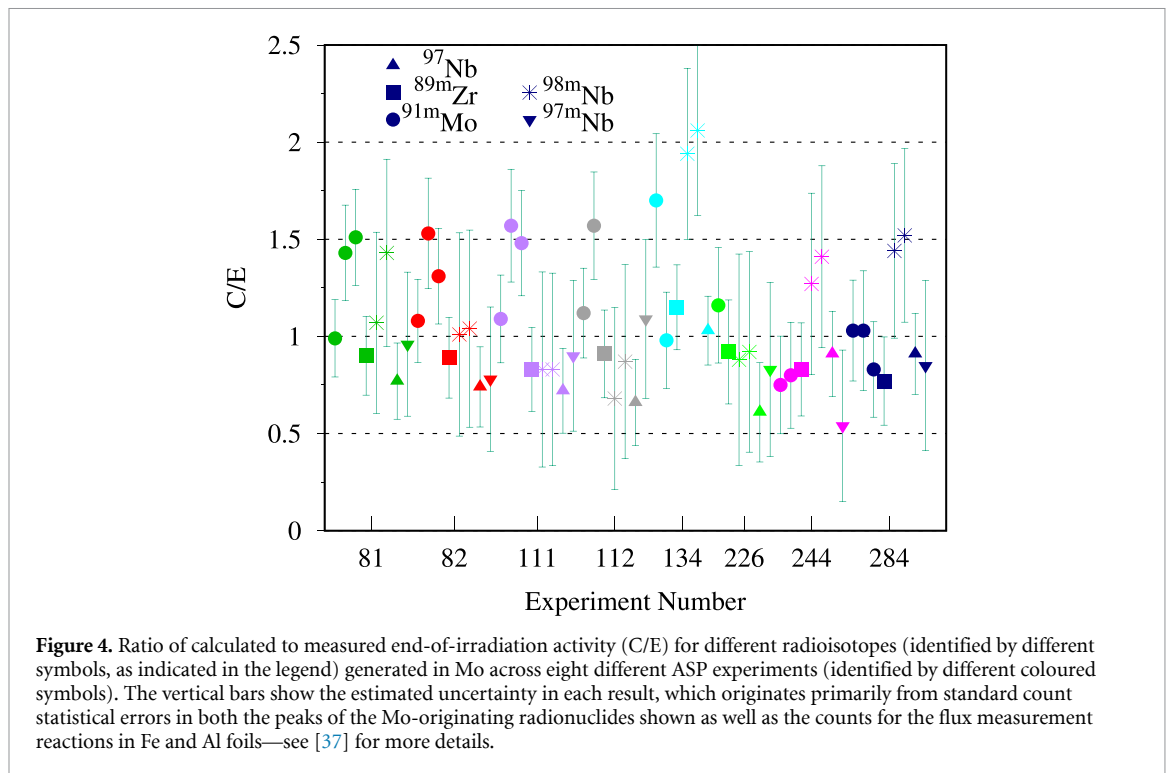 2.5
2
1.5
1
0.5
0
C/E
97Nb
89mZr
91mMo
98mNb
97mNb
81 82 111 112 134 226 244 284
Experiment Number
Figure 4. Ratio of calculated to measured end-of-irradiation activity (C/E) for different radioisotopes (identified by different
symbols, as indicated in the legend) generated in Mo across eight different ASP experiments (identified by different coloured
symbols). The vertical bars show the estimated uncertainty in each result, which originates primarily from standard count
statistical errors in both the peaks of the Mo-originating radionuclides shown as well as the counts for the flux measurement
reactions in Fe and Al foils—see [37] for more details.